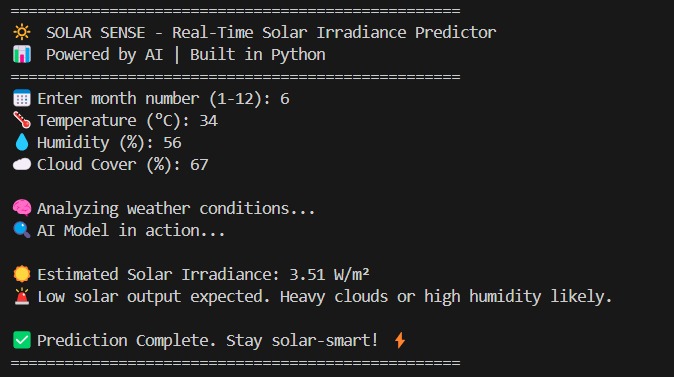 ==================================================
🔆 SOLAR SENSE - Real-Time Solar Irradiance Predictor
📊 Powered by AI | Built in Python
==================================================
📅 Enter month number (1-12): 6
🌡️ Temperature (°C): 34
💧 Humidity (%): 56
☁️ Cloud Cover (%): 67
🧠 Analyzing weather conditions...
🔍 AI Model in action...
🌞 Estimated Solar Irradiance: 3.51 W/m²
🚨 Low solar output expected. Heavy clouds or high humidity likely.
✅ Prediction Complete. Stay solar-smart! ⚡
==================================================